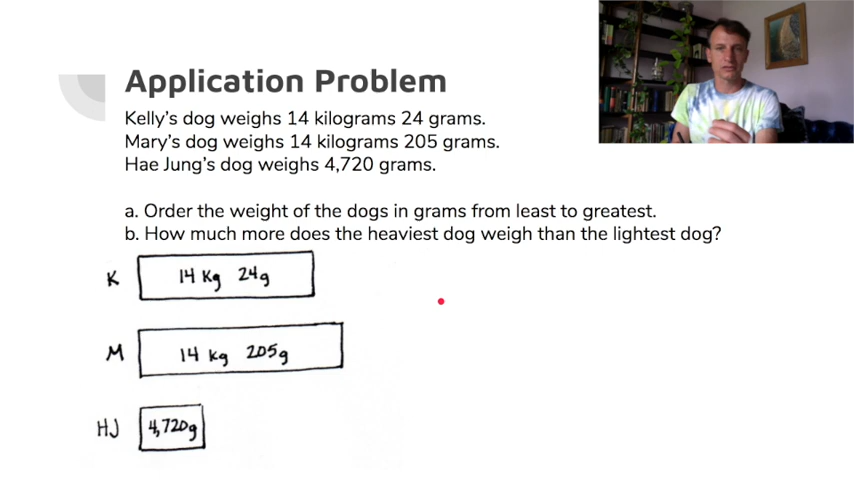 Application Problem
Kelly's dog weighs 14 kilograms 24 grams.
Mary's dog weighs 14 kilograms 205 grams.
Hae Jung's dog weighs 4,720 grams.
a. Order the weight of the dogs in grams from least to greatest.
b. How much more does the heaviest dog weigh than the lightest dog?
K 14 Kg 24g
M 14 kg 205g
HJ 4,720g